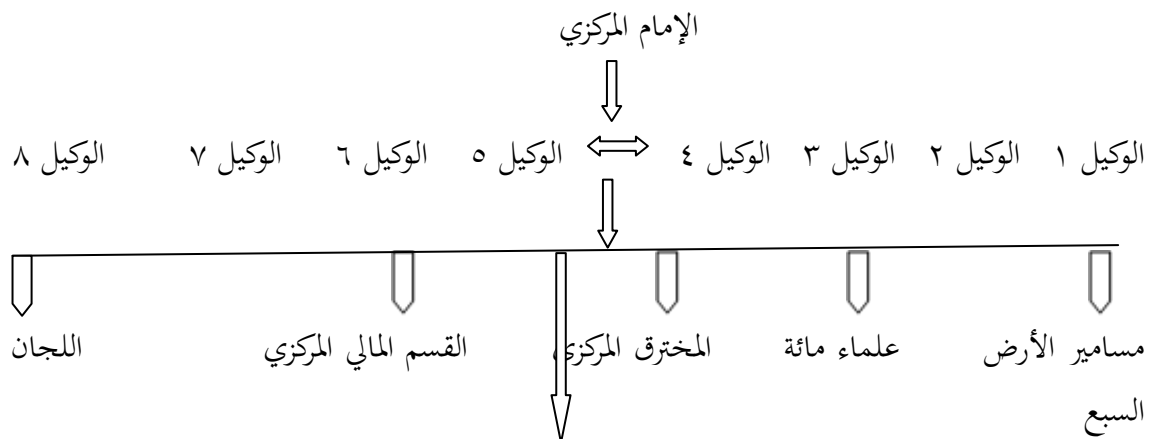 الإمام المركزي
الوكيل ١ الوكيل ٢ الوكيل ٣ الوكيل ٤ الوكيل ٥ الوكيل ٦ الوكيل ٧ الوكيل ٨
مسامير الأرض علماء مائة المخترق المركزي القسم المالي المركزي اللجان
السبع